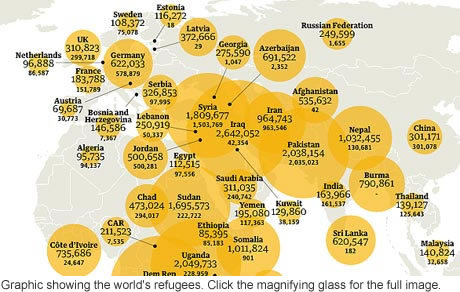 Estonia
116,272
18
Sweden
108,372
75,078
Latvia
372,666
29
Russian Federation
249,599
1,655
UK
310,823
299,718
Netherlands
96,888
86,587
Germany
622,033
578,879
Georgia
275,590
1,047
Azerbaijan
691,522
2,352
France
183,788
151,789
Serbia
326,853
97,995
Afghanistan
535,632
42
Austria
69,687
30,773
Bosnia and
Herzegovina
146,586
7,367
Lebanon
250,919
50,337
Syria
1,809,677
1,503,769
Iraq
2,642,052
42,354
Iran
964,743
963,546
Nepal
1,032,455
130,681
China
301,171
301,078
Algeria
95,735
94,137
Jordan
500,658
500,281
Egypt
112,515
97,556
Pakistan
2,038,154
2,035,023
Saudi Arabia
311,035
240,742
Kuwait
129,860
38,159
India
163,966
161,537
Burma
790,861
Thailand
139,127
125,643
Chad
473,024
294,017
Sudan
1,695,573
222,722
Yemen
195,080
117,363
CAR
211,523
7,535
Ethiopia
85,395
85,183
Côte d'Ivoire
735,686
24,647
Somalia
1,011,824
901
Sri Lanka
620,547
182
Malaysia
140,824
32,658
Uganda
2,049,733
228,959
Dem Rep
Graphic showing the world's refugees. Click the magnifying glass for the full image.